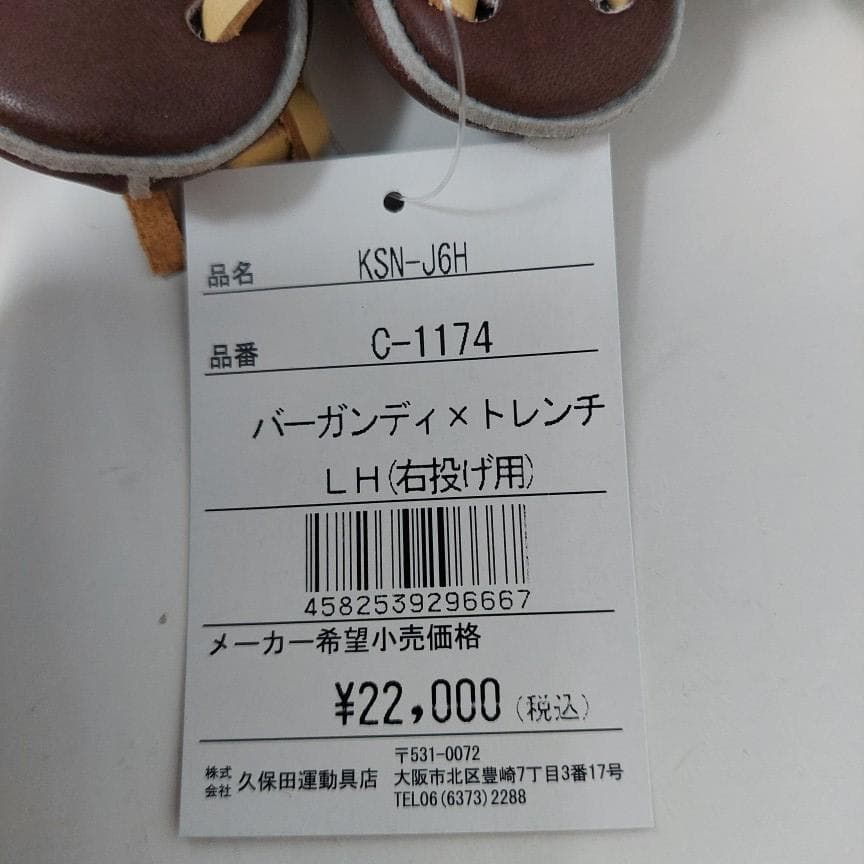 品名 KSN-J6H
品番 C-1174
バーガンディ×トレンチ
LH(右投げ用)
4582539296667
メーカー希望小売価格
¥22,000(税込)
株式会社 久保田運動具店
〒531-0072
大阪市北区豊崎7丁目3番17号
TEL06(6373)2288